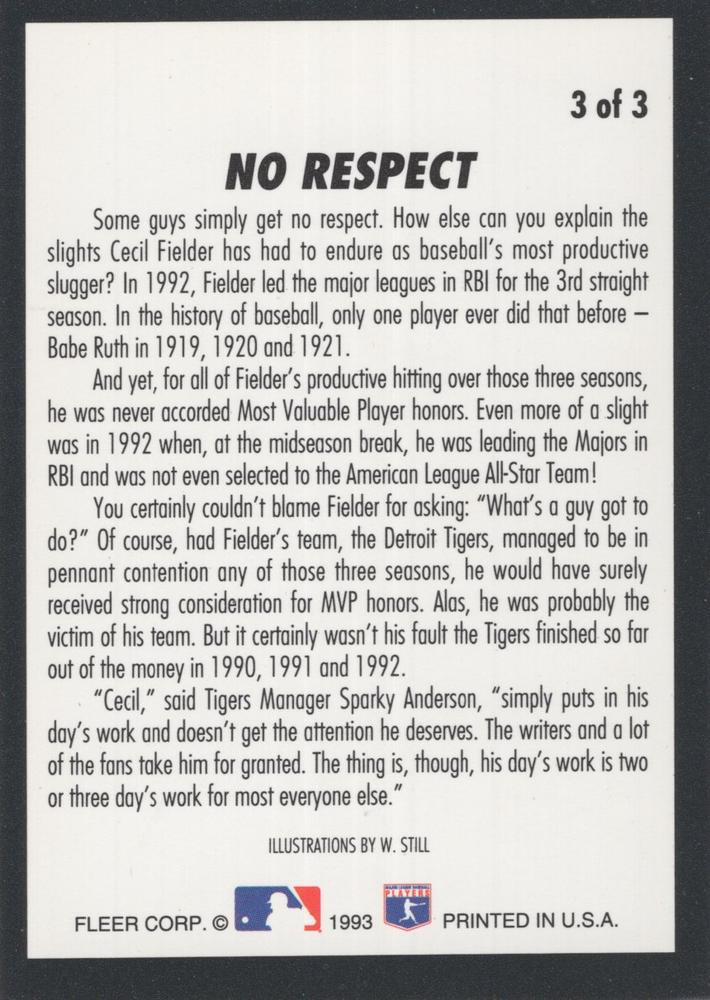 3 of 3
NO RESPECT
Some guys simply get no respect. How else can you explain the
slights Cecil Fielder has had to endure as baseball's most productive
slugger? In 1992, Fielder led the major leagues in RBI for the 3rd straight
season. In the history of baseball, only one player ever did that before –
Babe Ruth in 1919, 1920 and 1921.
And yet, for all of Fielder's productive hitting over those three seasons,
he was never accorded Most Valuable Player honors. Even more of a slight
was in 1992 when, at the midseason break, he was leading the Majors in
RBI and was not even selected to the American League All-Star Team!
You certainly couldn't blame Fielder for asking: "What's a guy got to
do?" Of course, had Fielder's team, the Detroit Tigers, managed to be in
pennant contention any of those three seasons, he would have surely
received strong consideration for MVP honors. Alas, he was probably the
victim of his team. But it certainly wasn't his fault the Tigers finished so far
out of the money in 1990, 1991 and 1992.
"Cecil," said Tigers Manager Sparky Anderson, "simply puts in his
day's work and doesn't get the attention he deserves. The writers and a lot
of the fans take him for granted. The thing is, though, his day's work is two
or three day's work for most everyone else."
ILLUSTRATIONS BY W. STILL
MAJOR LEAGUE BASEBALL
PLAYERS
FLEER CORP. © 1993 PRINTED IN U.S.A.